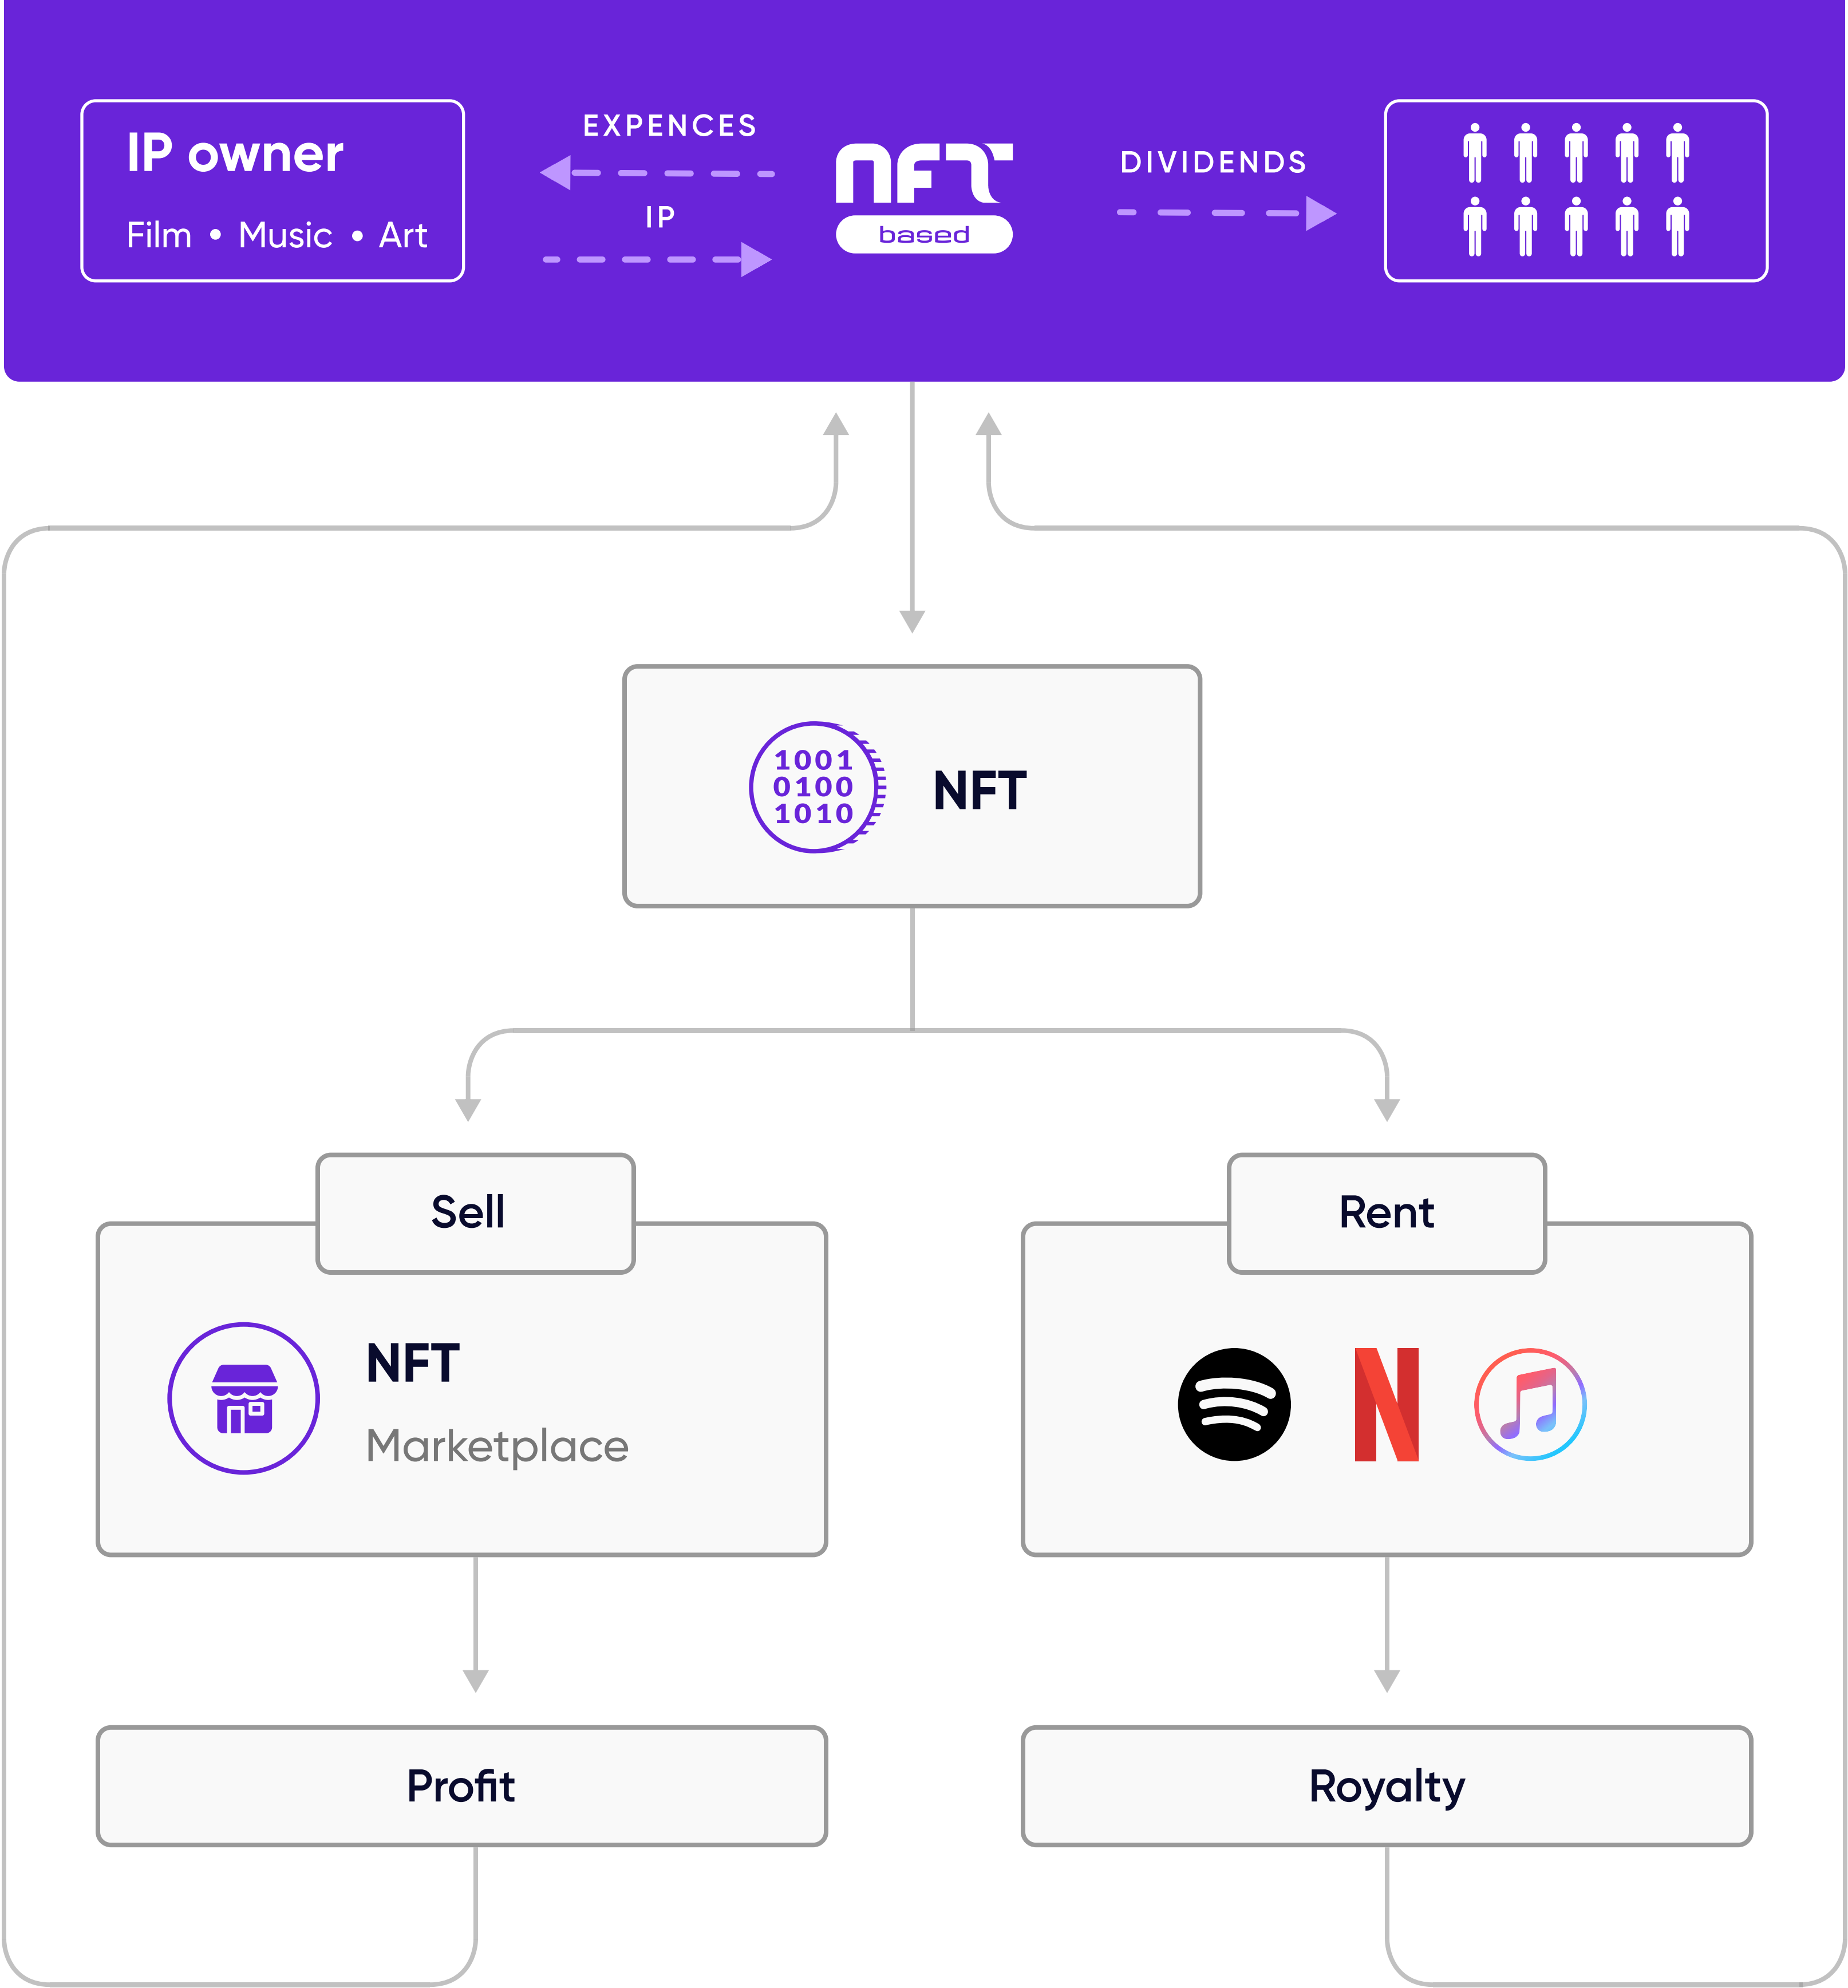 IP owner
Film • Music • Art
EXPENCES
IP
NFT
based
DIVIDENDS
1001
0100
1010
NFT
Sell
NFT
Marketplace
Rent
N
Profit
Royalty